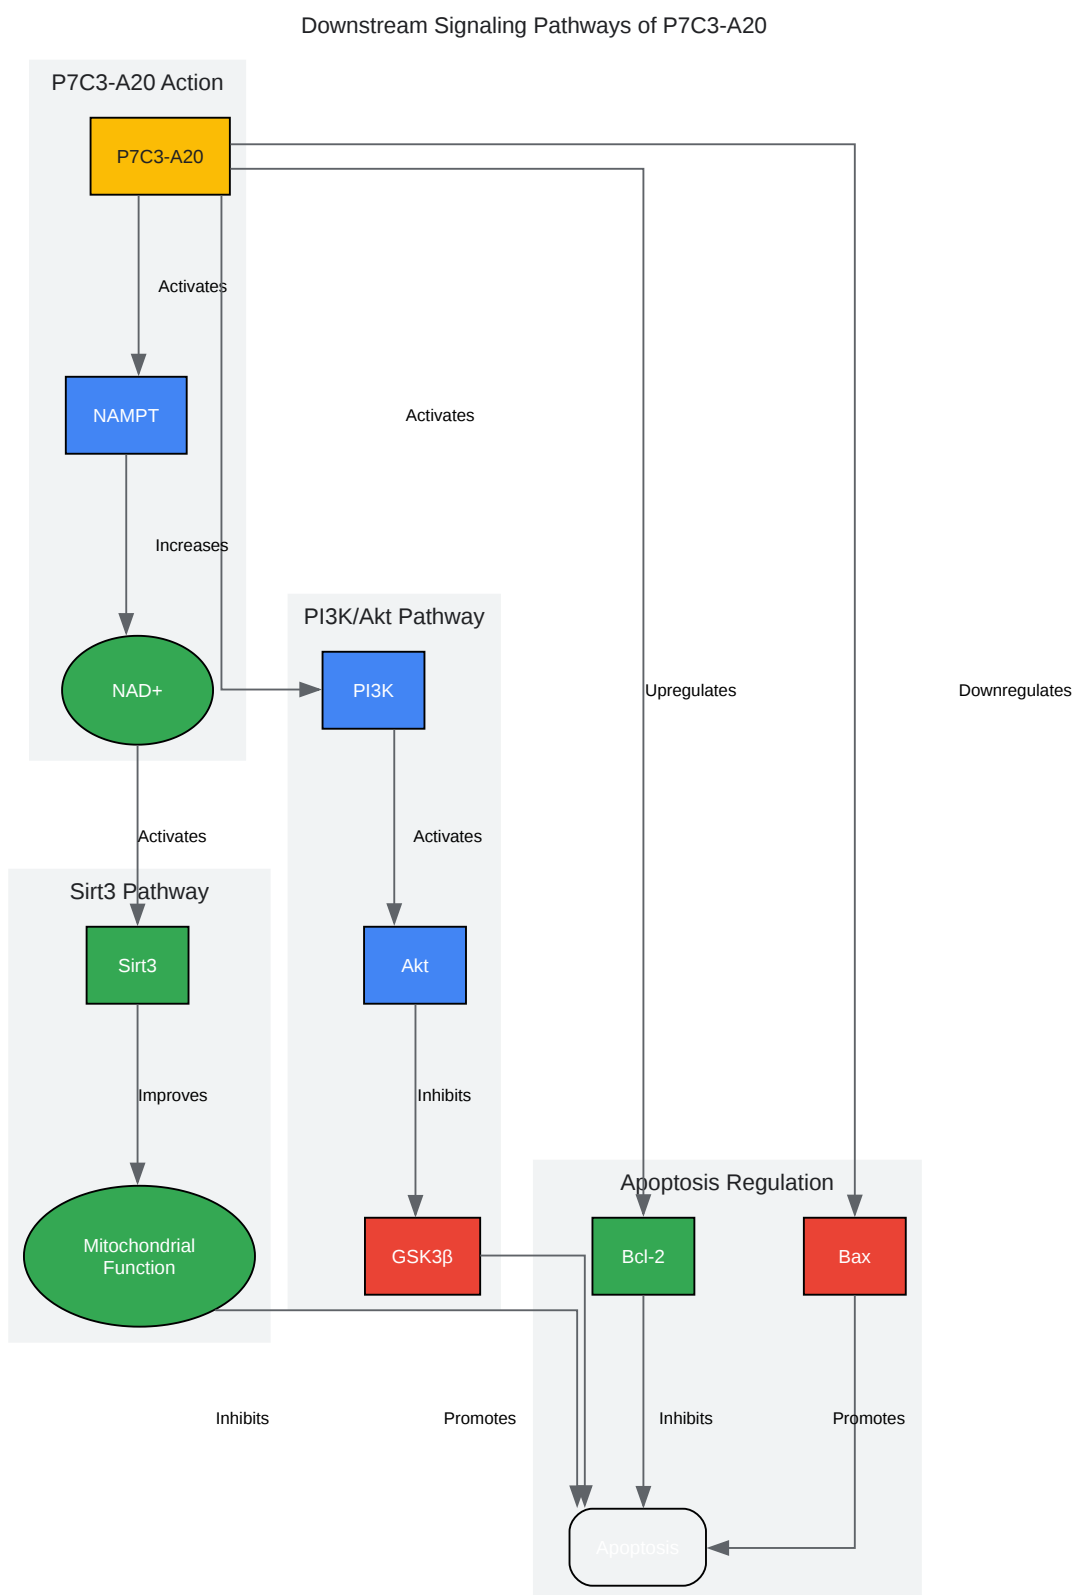 Downstream Signaling Pathways of P7C3-A20
P7C3-A20 Action
P7C3-A20
Activates
NAMPT
Activates
Increases
PI3K/Akt Pathway
NAD+
PI3K
Upregulates
Downregulates
Activates
Activates
Sirt3 Pathway
Sirt3
Akt
Improves
Inhibits
Apoptosis Regulation
Mitochondrial
Function
GSK3β
Bcl-2
Bax
Inhibits
Promotes
Inhibits
Promotes
Apoptosis